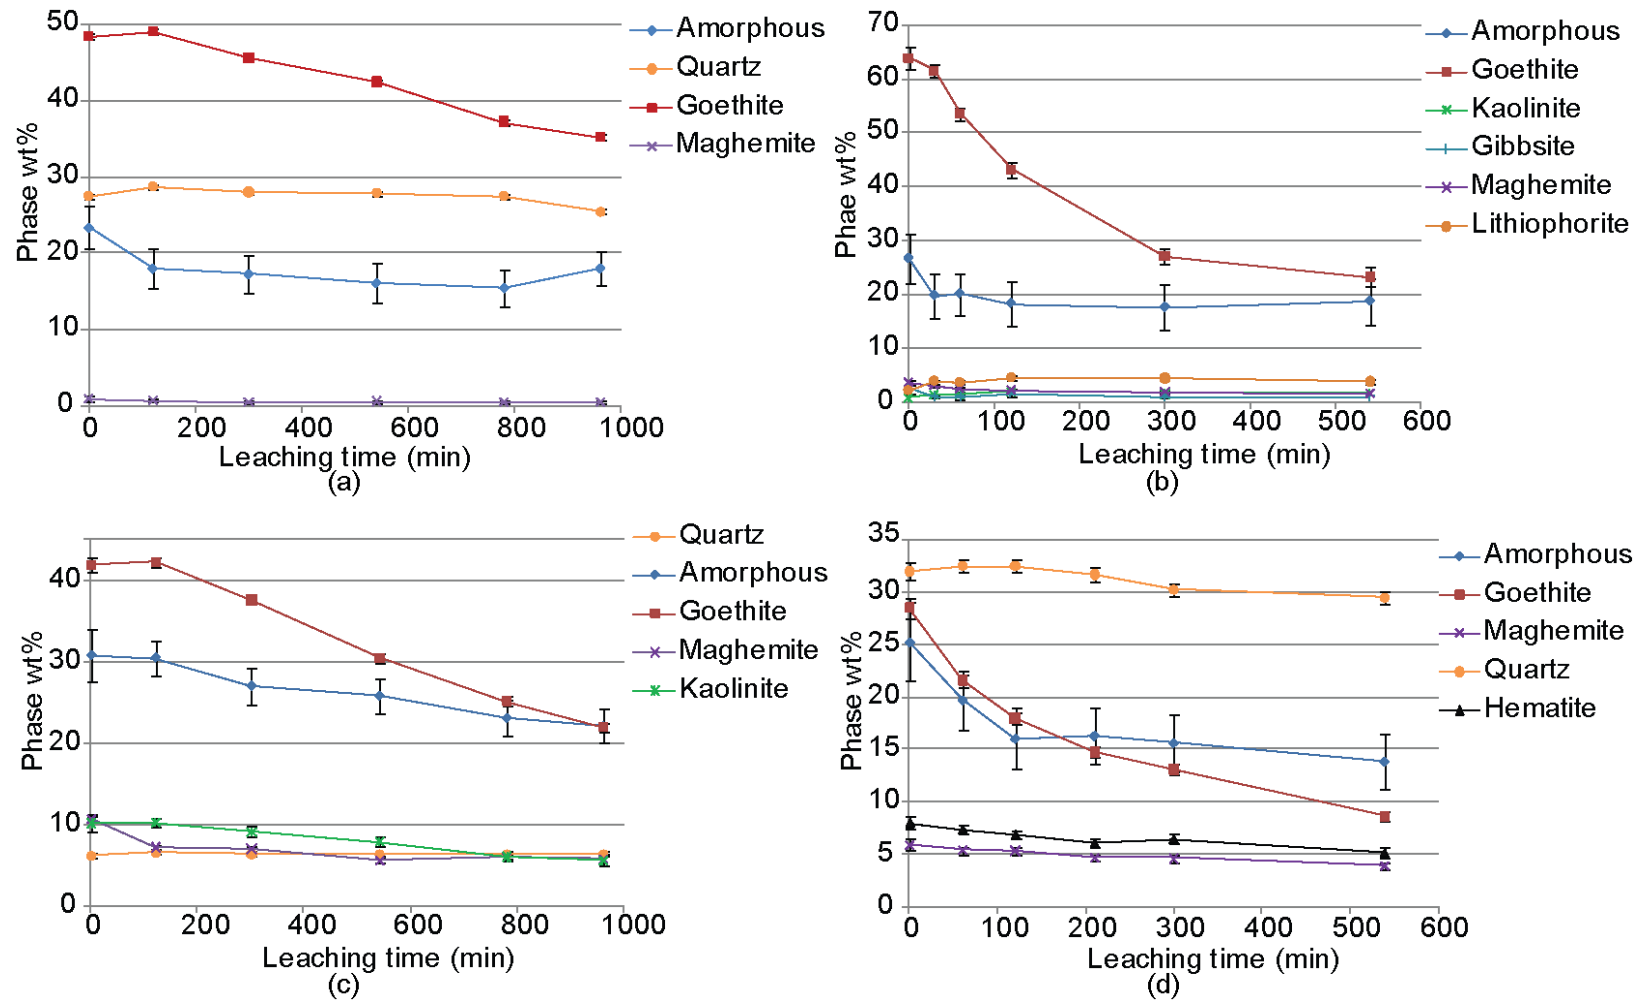 50
40
30
20
10
0
Phase wt%
0 200 400 600 800 1000
Leaching time (min)
(a)
Amorphous
Quartz
Goethite
Maghemite
70
60
50
40
30
20
10
0
Phae wt%
0 100 200 300 400 500 600
Leaching time (min)
(b)
Amorphous
Goethite
Kaolinite
Gibbsite
Maghemite
Lithiophorite
40
30
20
10
0
Phase wt%
0 200 400 600 800 1000
Leaching time (min)
(c)
Quartz
Amorphous
Goethite
Maghemite
Kaolinite
35
30
25
20
15
10
5
0
Phase wt%
0 100 200 300 400 500 600
Leaching time (min)
(d)
Amorphous
Goethite
Maghemite
Quartz
Hematite